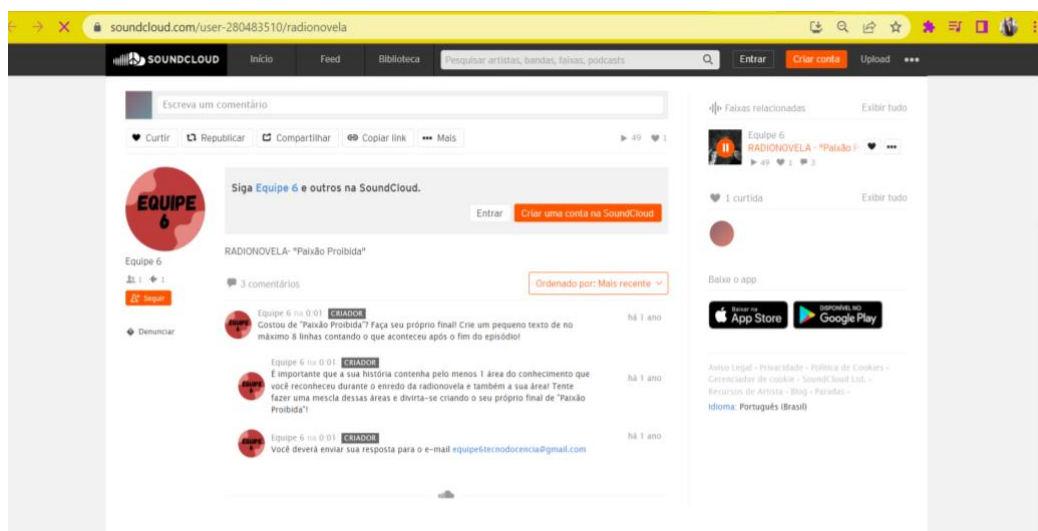 soundcloud.com/user-280483510/radionovela
SOUNDCLOUD
Início
Feed
Biblioteca
Pesquisar artistas, bandas, faixas, podcasts
Entrar
Criar conta
Upload
Escreva um comentário
Curtir
Republicar
Compartilhar
Copiar link
Mais
49
1
EQUIPE
6
Equipe 6
1
1
Seguir
Denunciar
Siga Equipe 6 e outros na SoundCloud.
Entrar
Criar uma conta na SoundCloud
RADIONOVELA- "Paixão Proibida"
3 comentários
Ordenado por: Mais recente
Equipe 6 na 0:01 CRIADOR
há 1 ano
Gostou de "Paixão Proibida"? Faça seu próprio final! Crie um pequeno texto de no
máximo 8 linhas contando o que aconteceu após o fim do episódio!
Equipe 6 na 0:01 CRIADOR
há 1 ano
É importante que a sua história contenha pelo menos 1 área do conhecimento que
você reconheceu durante o enredo da radionovela e também a sua área! Tente
fazer uma mescla dessas áreas e divirta-se criando o seu próprio final de "Paixão
Proibida"!
Equipe 6 na 0:01 CRIADOR
há 1 ano
Você deverá enviar sua resposta para o e-mail equipe6tecnodocencia@gmail.com
Faixas relacionadas
Exibir tudo
Equipe 6
RADIONOVELA - "Paixão P
49
1
3
1 curtida
Exibir tudo
Baixe o app
Baixar na
App Store
DISPONÍVEL NO
Google Play
Aviso Legal - Privacidade - Política de Cookies -
Gerenciador de cookie - SoundCloud Ltd. -
Recursos de Artista - Blog - Paradas -
Idioma: Português (Brasil)